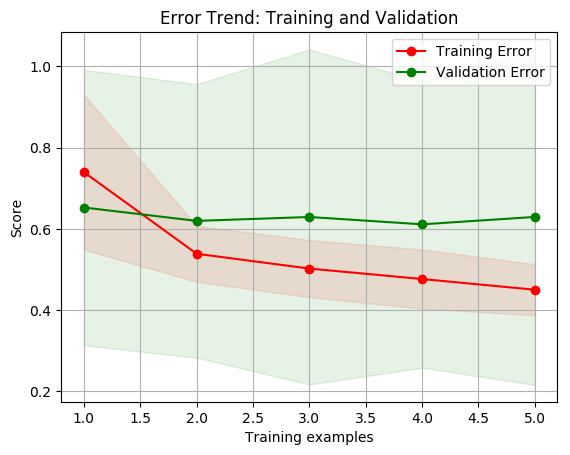 Error Trend: Training and Validation
Training Error
Validation Error
1.0
0.8
0.6
0.4
0.2
Score
1.0 1.5 2.0 2.5 3.0 3.5 4.0 4.5 5.0
Training examples